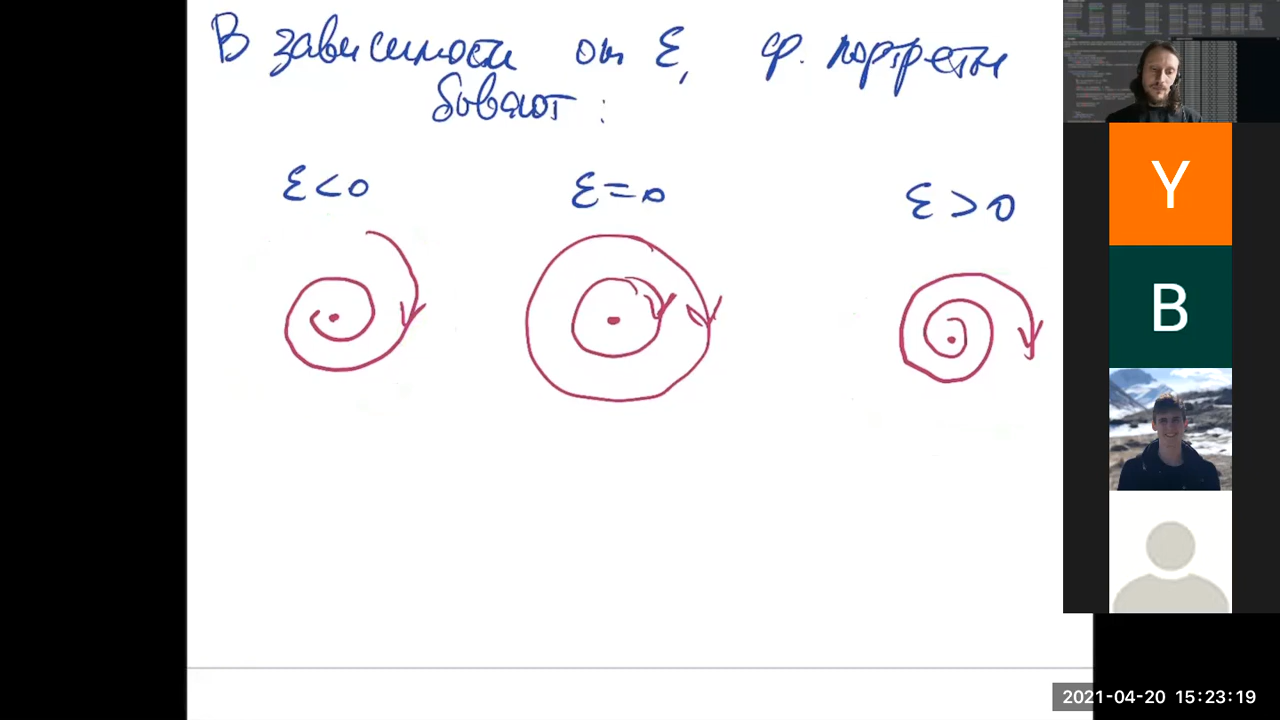 В зависимости от ε, ф. портреты
бывают:
ε<0
ε=0
ε>0
Y
B
2021-04-20 15:23:19